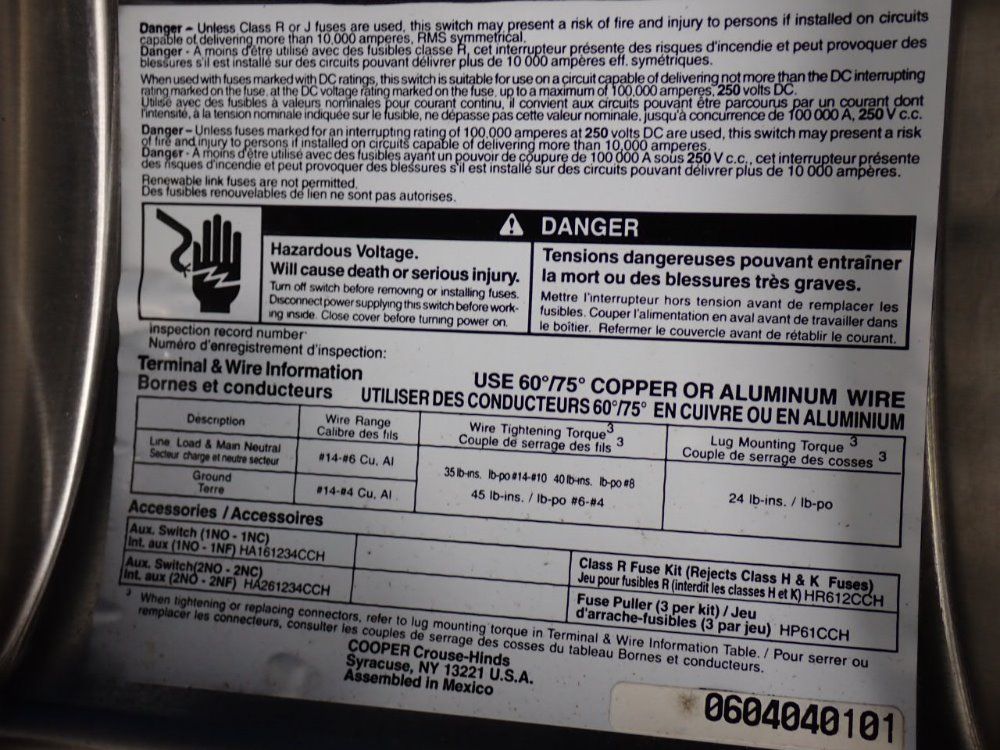 Danger – Unless Class R or J fuses are used, this switch may present a risk of fire and injury to persons if installed on circuits
capable of delivering more than 10,000 amperes, RMS symmetrical.
Danger - A moins d'être utilisé avec des fusibles classe R, cet interrupteur présente des risques d'incendie et peut provoquer des
blessures s'il est installé sur des circuits pouvant délivrer plus de 10 000 ampères eff. symétriques.
When used with fuses marked with DC ratings, this switch is suitable for use on a circuit capable of delivering not more than the DC interrupting
rating marked on the fuse, at the DC voltage rating marked on the fuse, up to a maximum of 100,000 amperes, 250 volts DC.
Utilisé avec des fusibles à valeurs nominales pour courant continu, il convient aux circuits pouvant être parcourus par un courant dont
l'intensité, à la tension nominale indiquée sur le fusible, ne dépasse pas cette valeur nominale, jusqu'à concurrence de 100 000 A, 250 V c.c.
Danger – Unless fuses marked for an interrupting rating of 100,000 amperes at 250 volts DC are used, this switch may present a risk
of fire and injury to persons if installed on circuits capable of delivering more than 10,000 amperes.
Danger - A moins d'être utilisé avec des fusibles ayant un pouvoir de coupure de 100 000 A sous 250 V c.c., cet interrupteur présente
des risques d'incendie et peut provoquer des blessures s'il est installé sur des circuits pouvant délivrer plus de 10 000 ampères.
Renewable link fuses are not permitted.
Des fusibles renouvelables de lien ne sont pas autorises.
DANGER
Hazardous Voltage.
Will cause death or serious injury.
Turn off switch before removing or installing fuses.
Disconnect power supplying this switch before work-
ing inside. Close cover before turning power on.
Tensions dangereuses pouvant entraîner
la mort ou des blessures très graves.
Mettre l'interrupteur hors tension avant de remplacer les
fusibles. Couper l'alimentation en aval avant de travailler dans
le boîtier. Refermer le couvercle avant de rétablir le courant.
Inspection record number
Numéro d'enregistrement d'inspection:
Terminal & Wire Information
Bornes et conducteurs
USE 60°/75° COPPER OR ALUMINUM WIRE
UTILISER DES CONDUCTEURS 60°/75° EN CUIVRE OU EN ALUMINIUM
Description
Wire Range
Calibre des fils
Wire Tightening Torque 3
Couple de serrage des fils 3
Lug Mounting Torque 3
Couple de serrage des cosses 3
Line Load & Main Neutral
Secteur charge et neutre secteur
#14-#6 Cu, Al
35 lb-ins. lb-po #14-#10 40 lb-ins. lb-po #8
45 lb-ins. / lb-po #6-#4
24 lb-ins. / lb-po
Ground
Terre
#14-#4 Cu, Al
Accessories / Accessoires
Aux. Switch (1NO - 1NC)
Int. aux (1NO - 1NF) HA161234CCH
Aux. Switch(2NO - 2NC)
Int. aux (2NO - 2NF) HA261234CCH
Class R Fuse Kit (Rejects Class H & K Fuses)
Jeu pour fusibles R (interdit les classes H et K) HR612CCH
Fuse Puller (3 per kit) / Jeu
d'arrache-fusibles (3 par jeu) HP61CCH
3 When tightening or replacing connectors, refer to lug mounting torque in Terminal & Wire Information Table. / Pour serrer ou
remplacer les connecteurs, consulter les couples de serrage des cosses du tableau Bornes et conducteurs.
COOPER Crouse-Hinds
Syracuse, NY 13221 U.S.A.
Assembled in Mexico
0604040101